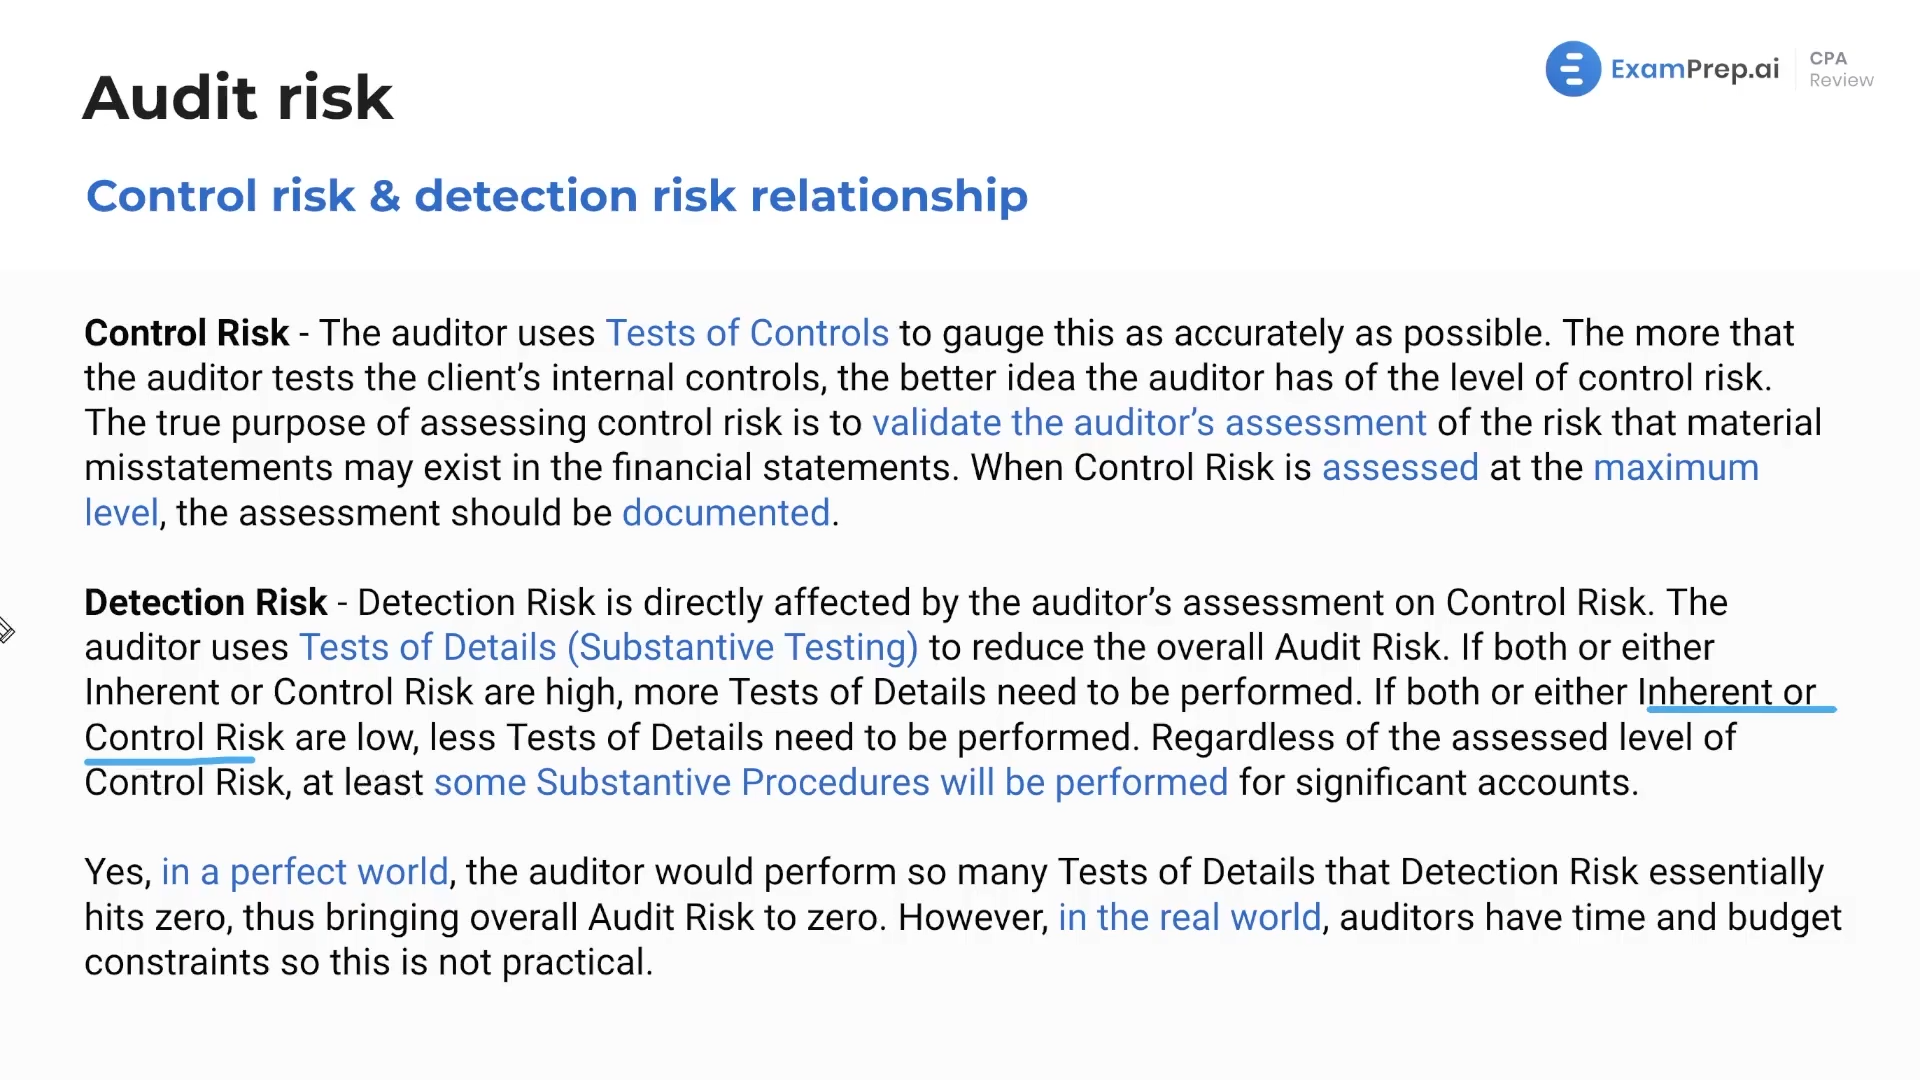 Audit risk
ExamPrep.ai
CPA
Review
Control risk & detection risk relationship
Control Risk - The auditor uses Tests of Controls to gauge this as accurately as possible. The more that
the auditor tests the client’s internal controls, the better idea the auditor has of the level of control risk.
The true purpose of assessing control risk is to validate the auditor’s assessment of the risk that material
misstatements may exist in the financial statements. When Control Risk is assessed at the maximum
level, the assessment should be documented.
Detection Risk - Detection Risk is directly affected by the auditor’s assessment on Control Risk. The
auditor uses Tests of Details (Substantive Testing) to reduce the overall Audit Risk. If both or either
Inherent or Control Risk are high, more Tests of Details need to be performed. If both or either Inherent or
Control Risk are low, less Tests of Details need to be performed. Regardless of the assessed level of
Control Risk, at least some Substantive Procedures will be performed for significant accounts.
Yes, in a perfect world, the auditor would perform so many Tests of Details that Detection Risk essentially
hits zero, thus bringing overall Audit Risk to zero. However, in the real world, auditors have time and budget
constraints so this is not practical.